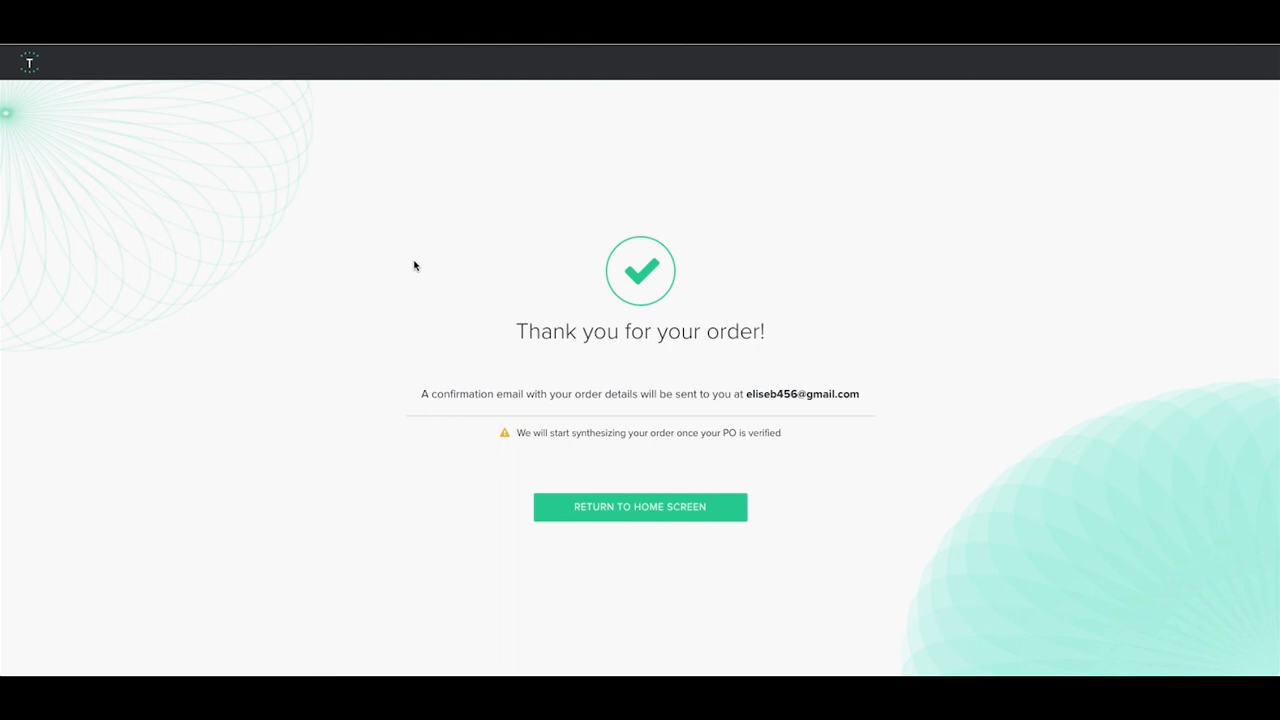 T
Thank you for your order!
A confirmation email with your order details will be sent to you at eliseb456@gmail.com
We will start synthesizing your order once your PO is verified
RETURN TO HOME SCREEN